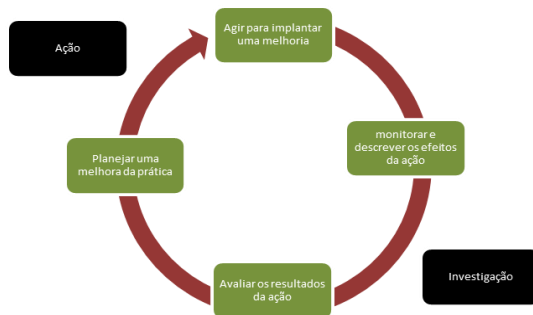 Ação
Agir para implantar
uma melhoria
monitorar e
descrever os efeitos
da ação
Planejar uma
melhora da prática
Avaliar os resultados
da ação
Investigação